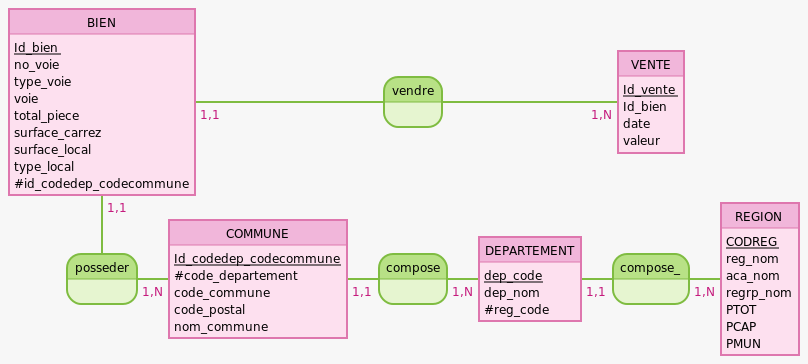 BIEN
Id_bien
no_voie
type_voie
voie
total_piece
surface_carrez
surface_local
type_local
#id_codedep_codecommune
1,1
vendre
1,N
VENTE
Id_vente
Id_bien
date
valeur
1,1
posseder
1,N
COMMUNE
Id_codedep_codecommune
#code_departement
code_commune
code_postal
nom_commune
1,1
compose
1,N
DEPARTEMENT
dep_code
dep_nom
#reg_code
1,1
compose_
1,N
REGION
CODREG
reg_nom
aca_nom
regrp_nom
PTOT
PCAP
PMUN